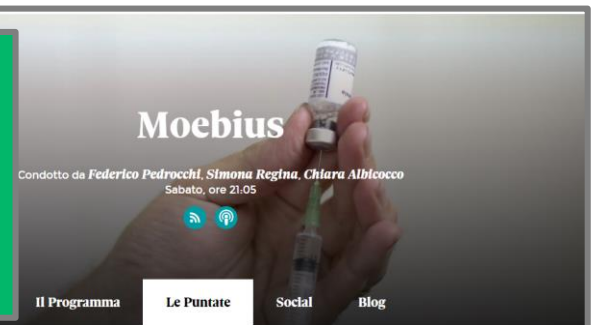 Moebius
Condotto da Federico Pedrocchi, Simona Regina, Chiara Albicocco
Sabato, ore 21:05
Il Programma Le Puntate Social Blog